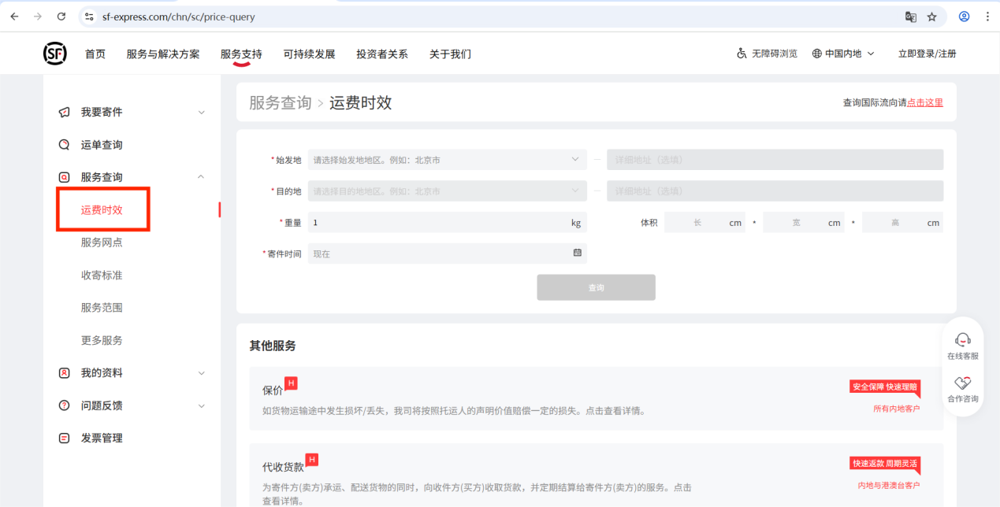 sf-express.com/chn/sc/price-query
SF 首页 服务与解决方案 服务支持 可持续发展 投资者关系 关于我们 无障碍浏览 中国内地 立即登录/注册
我要寄件
运单查询
服务查询
运费时效
服务网点
收寄标准
服务范围
更多服务
我的资料
问题反馈
发票管理
服务查询 > 运费时效 查询国际流向请点击这里
*始发地 请选择始发地地区。例如：北京市 — 详细地址（选填）
*目的地 请选择目的地地区。例如：北京市 — 详细地址（选填）
*重量 1 kg 体积 长 cm * 宽 cm * 高 cm
*寄件时间 现在
查询
其他服务
保价 H 安全保障 快速理赔
如货物运输途中发生损坏/丢失，我司将按照托运人的声明价值赔偿一定的损失。点击查看详情。 所有内地客户
代收货款 H 快速返款 周期灵活
为寄件方(卖方)承运、配送货物的同时，向收件方(买方)收取货款，并定期结算给寄件方(卖方)的服务。点击 内地与港澳台客户
查看详情。
在线客服
合作咨询